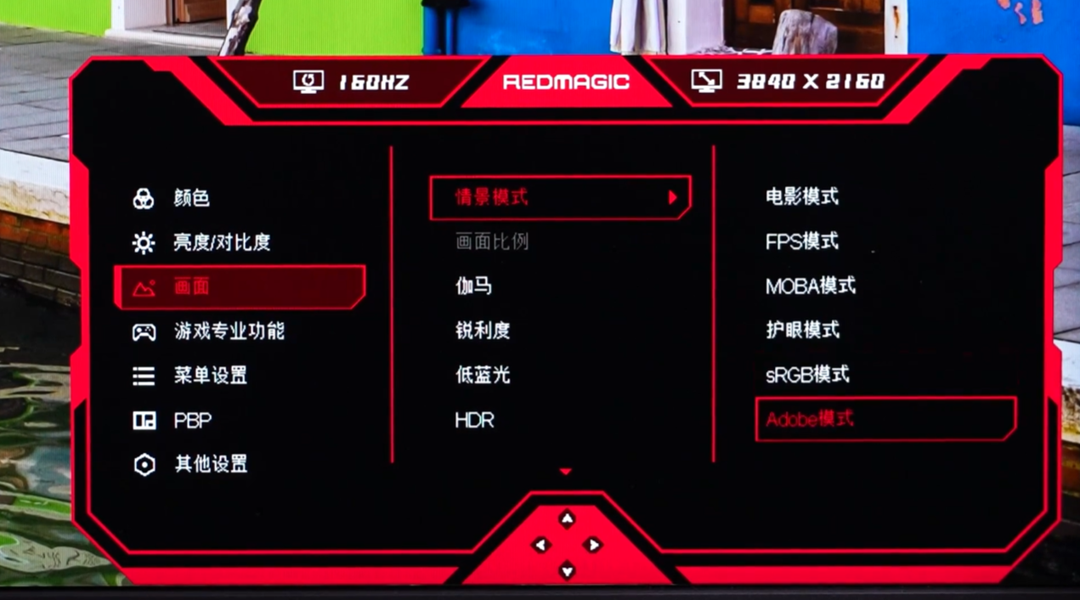 160HZ
REDMAGIC
3840 X 2160
颜色
亮度/对比度
画面
游戏专业功能
菜单设置
PBP
其他设置
情景模式
画面比例
伽马
锐利度
低蓝光
HDR
电影模式
FPS模式
MOBA模式
护眼模式
sRGB模式
Adobe模式